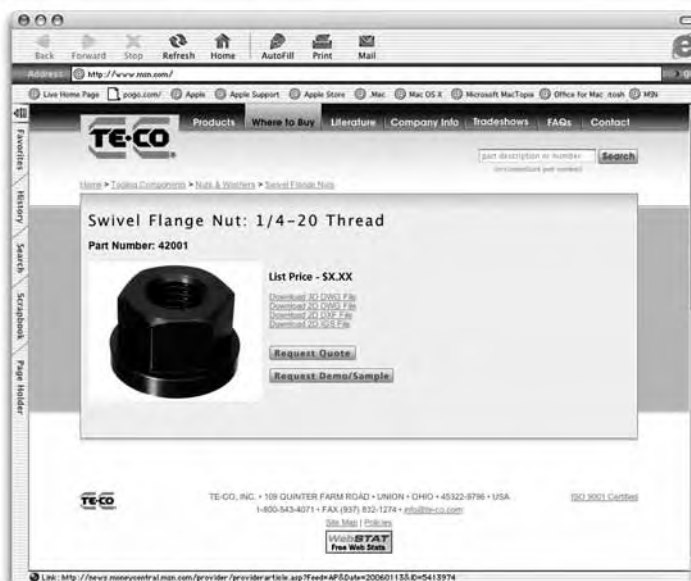 Back Forward Stop Refresh Home AutoFill Print Mail
Address: http://www.msn.com/
Live Home Page pogo.com/ Apple Apple Support Apple Store .Mac Mac OS X Microsoft MacTopia Office for Macintosh MSN
Favorites
History
Search
Scrapbook
Page Holder
TE-CO
Products Where to Buy Literature Company Info Tradeshows FAQs Contact
part description or number Search
Home > Tooling Components > Nuts & Washers > Swivel Flange Nuts
Swivel Flange Nut: 1/4-20 Thread
Part Number: 42001
List Price - $X.XX
Download 3D DWG File
Download 2D DWG File
Download 2D DXF File
Download 2D IGS File
Request Quote
Request Demo/Sample
TE-CO
TE-CO, INC. • 109 QUINTER FARM ROAD • UNION • OHIO • 45322-9796 • USA
1-800-543-4071 • FAX (937) 832-1274 • info@te-co.com
Site Map | Policies
ISO 9001 Certified
WebSTAT
Free Web Stats
Link: http://news.moneycentral.msn.com/provider/providerarticle.asp?Feed=AP&Date=20060113&ID=5413974